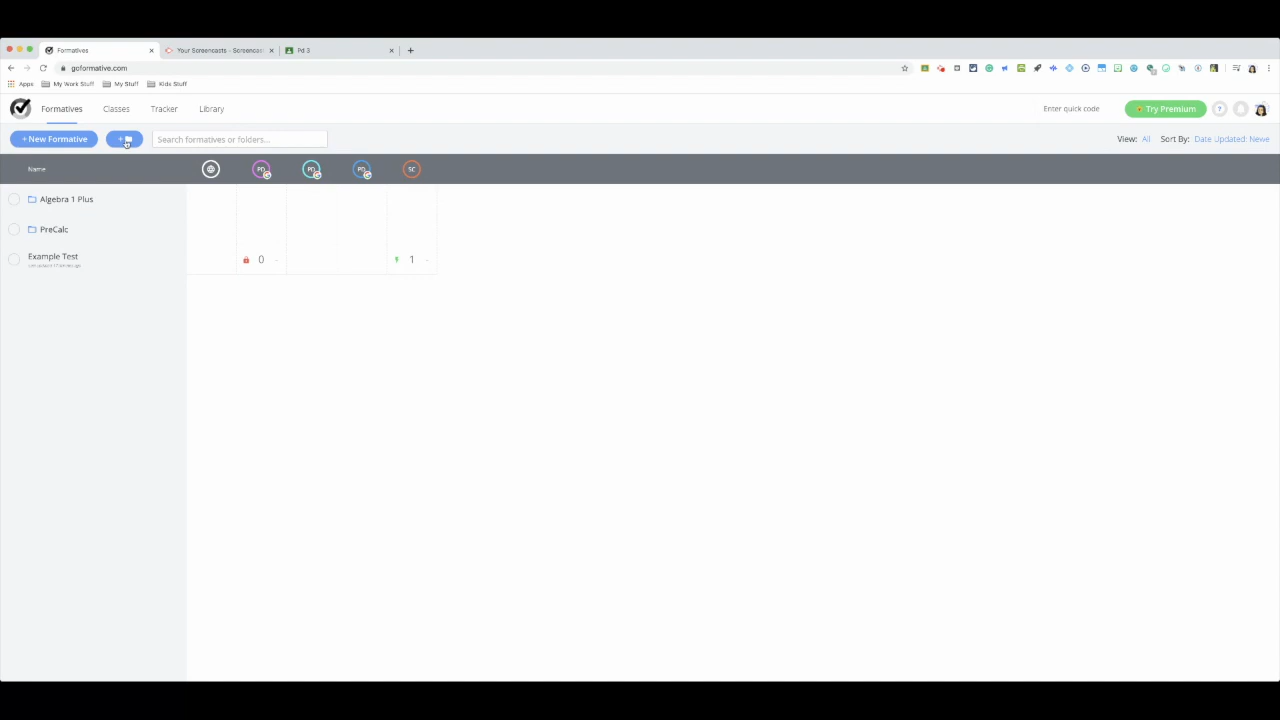 Formatives
Your Screencasts - Screencast
Pd 3
goformative.com
Apps
My Work Stuff
My Stuff
Kids Stuff
Formatives
Classes
Tracker
Library
Enter quick code
Try Premium
?
+ New Formative
+
Search formatives or folders...
View: All
Sort By: Date Updated: Newe
Name
PD
PD
PD
SC
Algebra 1 Plus
PreCalc
Example Test
0 -
1 -